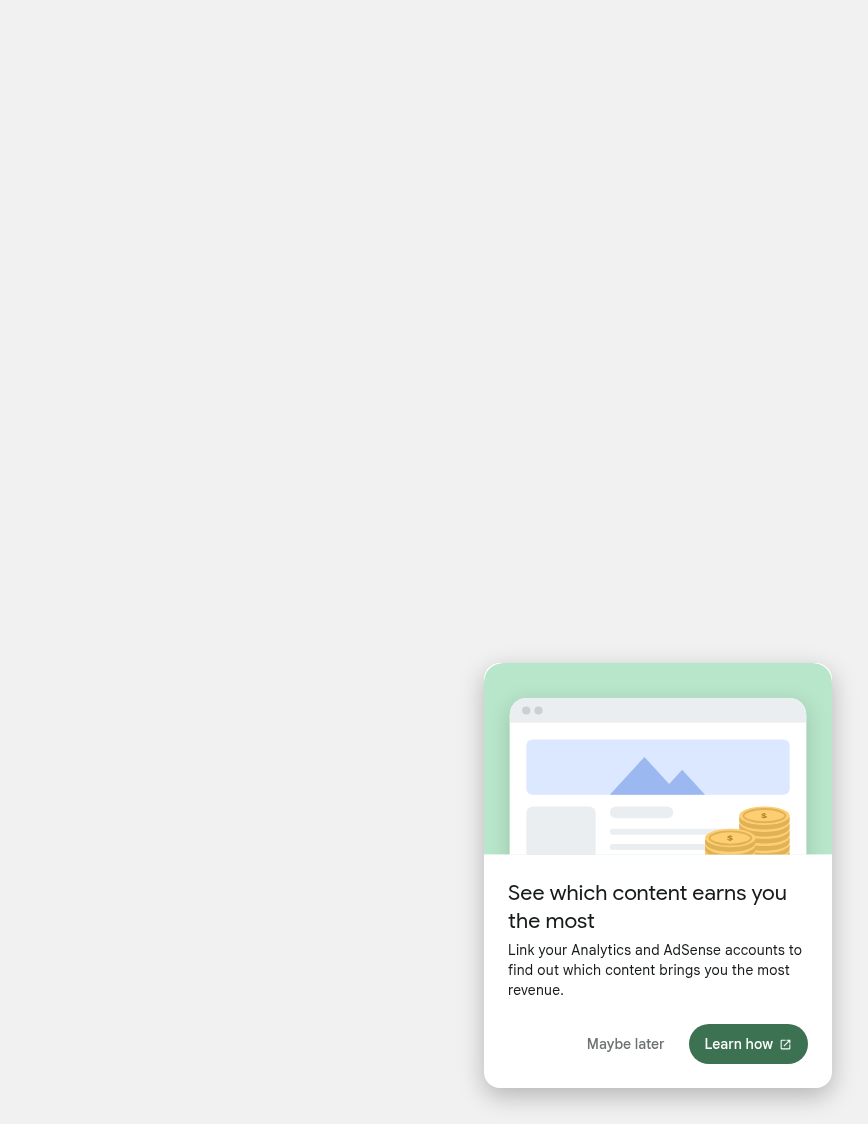 $
$
See which content earns you
the most
Link your Analytics and AdSense accounts to
find out which content brings you the most
revenue.
Maybe later
Learn how